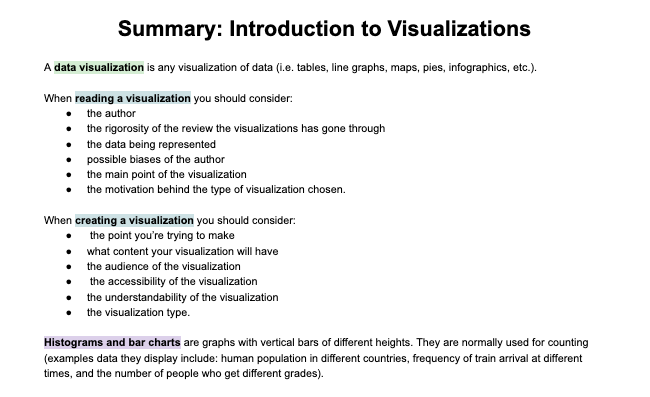 Summary: Introduction to Visualizations
A data visualization is any visualization of data (i.e. tables, line graphs, maps, pies, infographics, etc.).
When reading a visualization you should consider:
● the author
● the rigorosity of the review the visualizations has gone through
● the data being represented
● possible biases of the author
● the main point of the visualization
● the motivation behind the type of visualization chosen.
When creating a visualization you should consider:
● the point you're trying to make
● what content your visualization will have
● the audience of the visualization
● the accessibility of the visualization
● the understandability of the visualization
● the visualization type.
Histograms and bar charts are graphs with vertical bars of different heights. They are normally used for counting
(examples data they display include: human population in different countries, frequency of train arrival at different
times, and the number of people who get different grades).